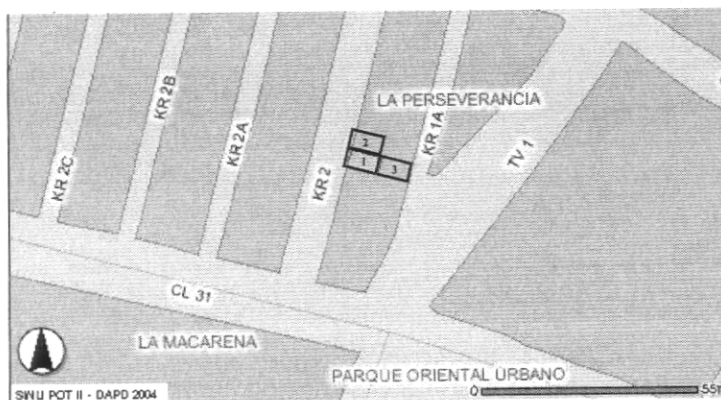 LA PERSEVERANCIA
KR 2C
KR 2B
KR 2A
KR 2
KR 1A
TV 1
2
1
3
CL 31
LA MACARENA
PARQUE ORIENTAL URBANO
SINU POT II - DAPD 2004
0
55m